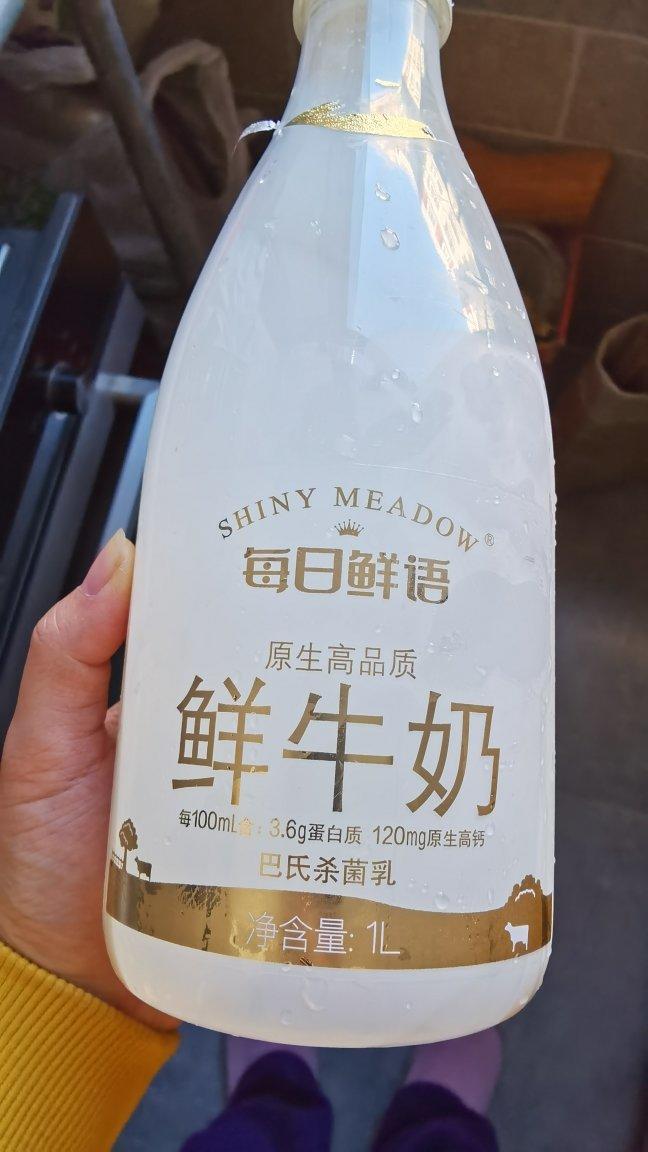 SHINY MEADOW®
每日鲜语
原生高品质
鲜牛奶
每100mL含: 3.6g蛋白质 120mg原生高钙
巴氏杀菌乳
净含量: 1L